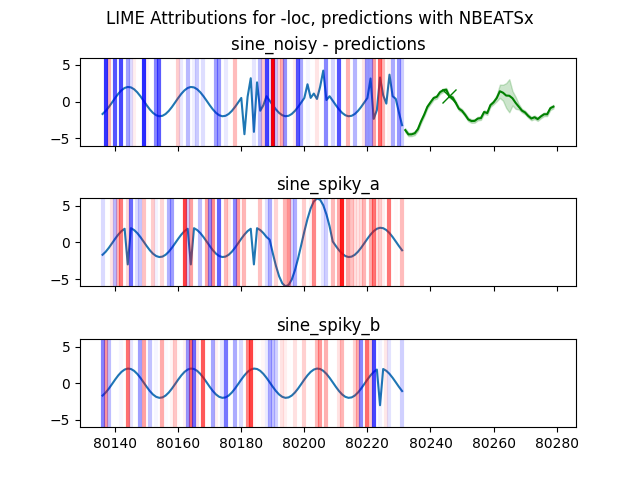 LIME Attributions for -loc, predictions with NBEATSx
sine_noisy - predictions
5
0
−5
sine_spiky_a
5
0
−5
sine_spiky_b
5
0
−5
80140 80160 80180 80200 80220 80240 80260 80280